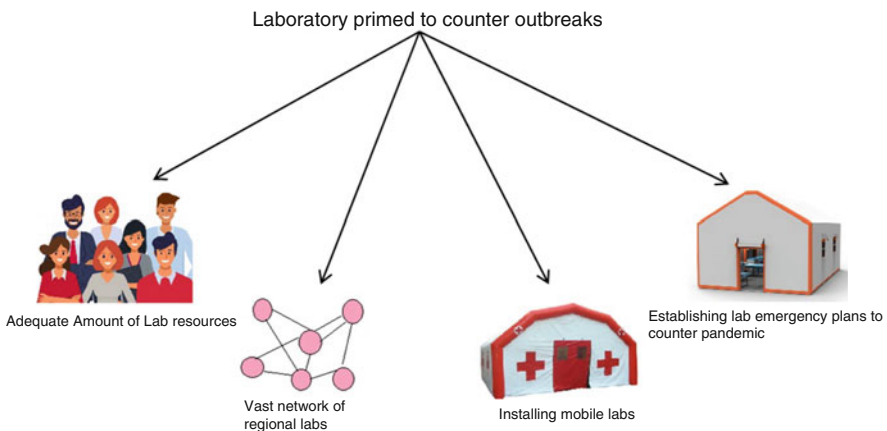 Laboratory primed to counter outbreaks
Adequate Amount of Lab resources
Vast network of
regional labs
Installing mobile labs
Establishing lab emergency plans to
counter pandemic